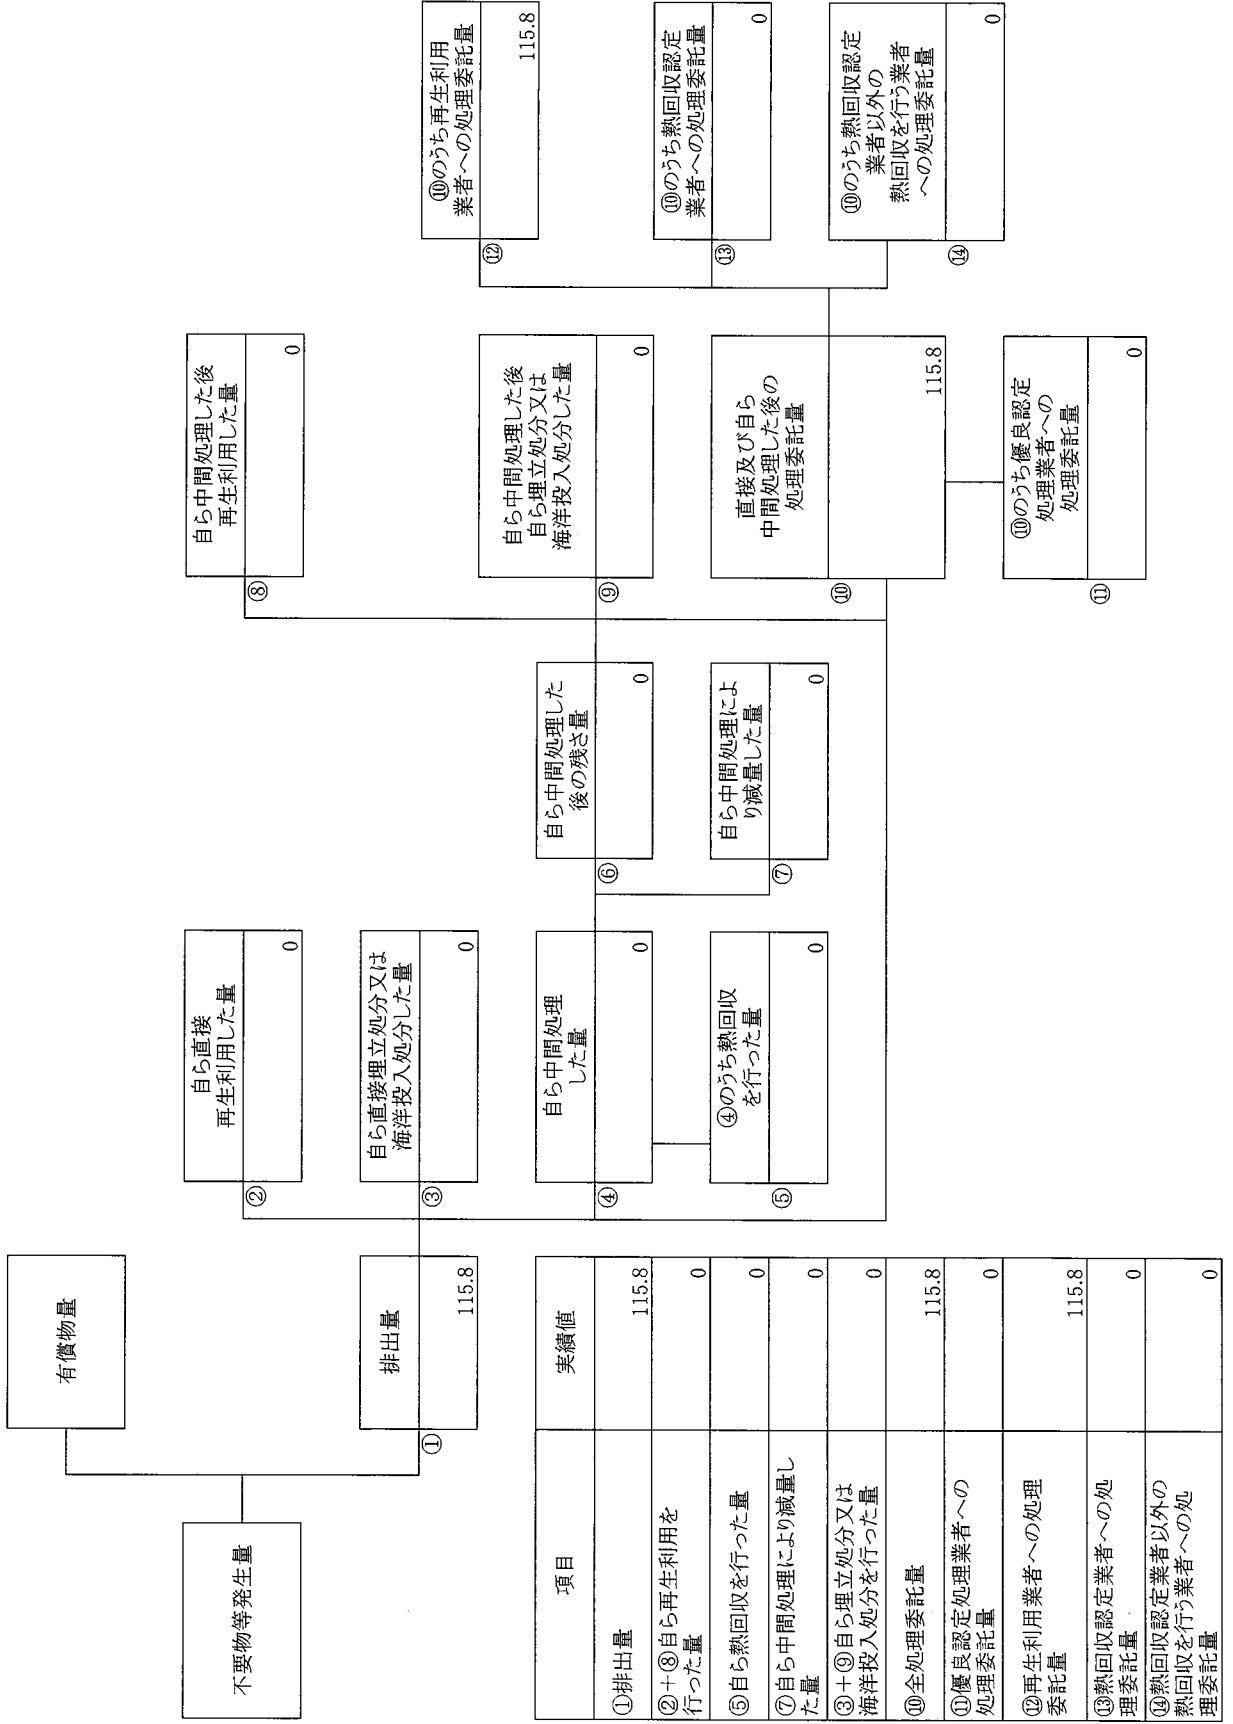 有償物量
不要物等発生量
①
排出量
115.8
②
自ら直接
再生利用した量
0
③
自ら直接埋立処分又は
海洋投入処分した量
0
④
自ら中間処理
した量
0
⑤
④のうち熱回収
を行った量
0
⑥
自ら中間処理した
後の残さ量
0
⑦
自ら中間処理によ
り減量した量
0
⑧
自ら中間処理した後
再生利用した量
0
⑨
自ら中間処理した後
自ら埋立処分又は
海洋投入処分した量
0
⑩
直接及び自ら
中間処理した後の
処理委託量
115.8
⑪
⑩のうち優良認定
処理業者への
処理委託量
0
⑫
⑩のうち再生利用
業者への処理委託量
115.8
⑬
⑩のうち熱回収認定
業者への処理委託量
0
⑭
⑩のうち熱回収認定
業者以外の
熱回収を行う業者
への処理委託量
0
項目
実績値
①排出量
115.8
②＋⑧自ら再生利用を
行った量
0
⑤自ら熱回収を行った量
0
⑦自ら中間処理により減量し
た量
0
③＋⑨自ら埋立処分又は
海洋投入処分を行った量
0
⑩全処理委託量
115.8
⑪優良認定処理業者への
処理委託量
0
⑫再生利用業者への処理
委託量
115.8
⑬熱回収認定業者への処
理委託量
0
⑭熱回収認定業者以外の
熱回収を行う業者への処
理委託量
0